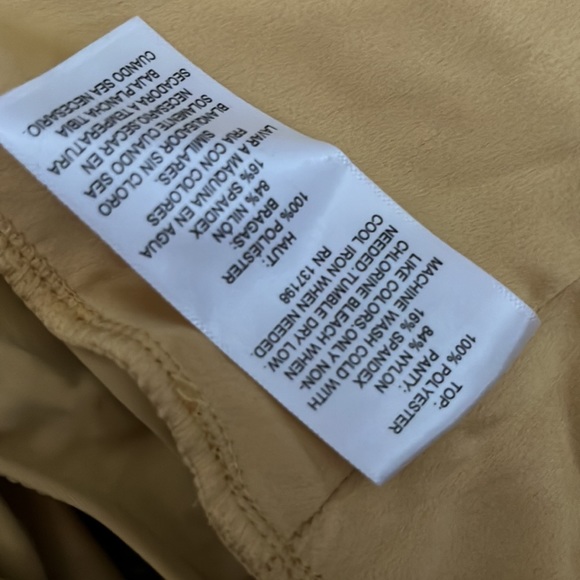 TOP:
100% POLYESTER
PANTY:
84% NYLON
16% SPANDEX
MACHINE WASH COLD WITH
LIKE COLORS.ONLY NON-
CHLORINE BLEACH WHEN
NEEDED.TUMBLE DRY LOW.
COOL IRON WHEN NEEDED.
RN 137198
HAUT:
100% POLIÉSTER
BRAGAS:
84% NILÓN
16% SPANDEX
LAVAR A MÁQUINA EN AGUA
FRÍA CON COLORES
SIMILARES.
BLANQUEADOR SIN CLORO
SOLAMENTE CUANDO SEA
NECESARIO.SECAR EN
SECADORA A TEMPERATURA
BAJA.PLANCHA TIBIA
CUANDO SEA NECESARIO.